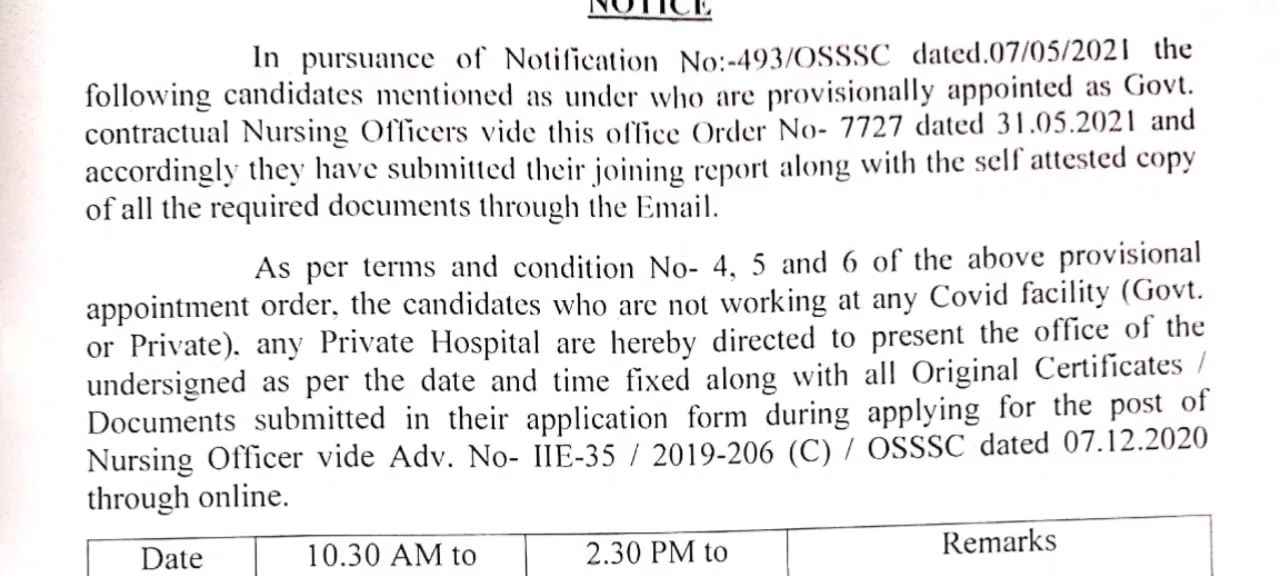 NOTICE
In pursuance of Notification No:-493/OSSSC dated.07/05/2021 the
following candidates mentioned as under who are provisionally appointed as Govt.
contractual Nursing Officers vide this office Order No- 7727 dated 31.05.2021 and
accordingly they have submitted their joining report along with the self attested copy
of all the required documents through the Email.
As per terms and condition No- 4, 5 and 6 of the above provisional
appointment order, the candidates who are not working at any Covid facility (Govt.
or Private). any Private Hospital are hereby directed to present the office of the
undersigned as per the date and time fixed along with all Original Certificates /
Documents submitted in their application form during applying for the post of
Nursing Officer vide Adv. No- IIE-35 / 2019-206 (C) / OSSSC dated 07.12.2020
through online.
Date 10.30 AM to 2.30 PM to Remarks